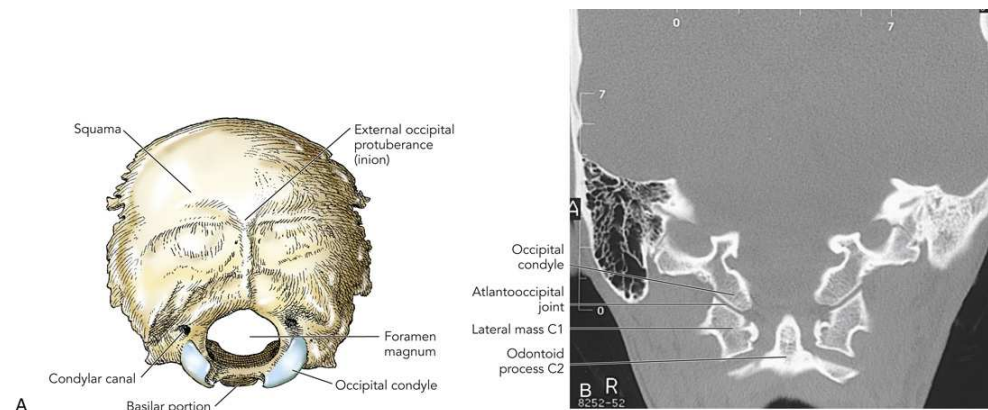 Squama
External occipital
protuberance
(inion)
Foramen
magnum
Condylar canal
Occipital condyle
Basilar portion
A
0
7
7
A
Occipital
condyle
Atlantooccipital
joint
0
Lateral mass C1
Odontoid
process C2
B R
8252-52